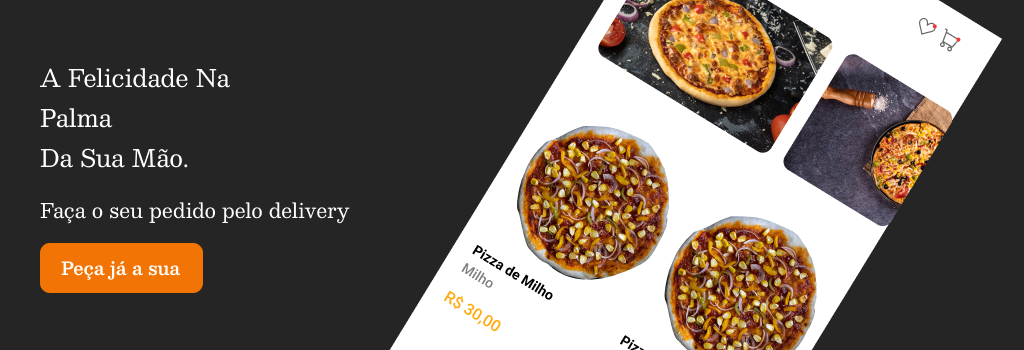 A Felicidade Na
Palma
Da Sua Mão.
Faça o seu pedido pelo delivery
Peça já a sua
Pizza de Milho
Milho
R$ 30,00